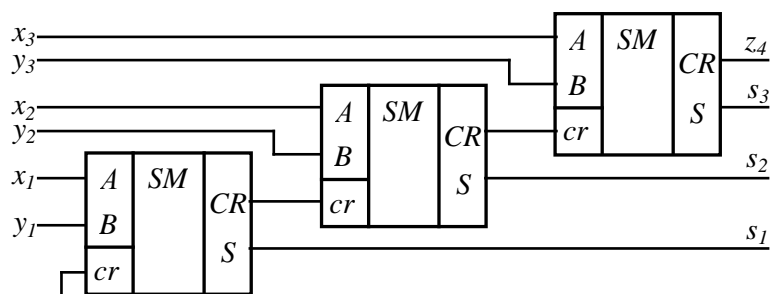 x3 A SM CR z4
y3 B S s3
cr
x2 A SM CR
y2 B S s2
cr
x1 A SM CR
y1 B S s1
cr